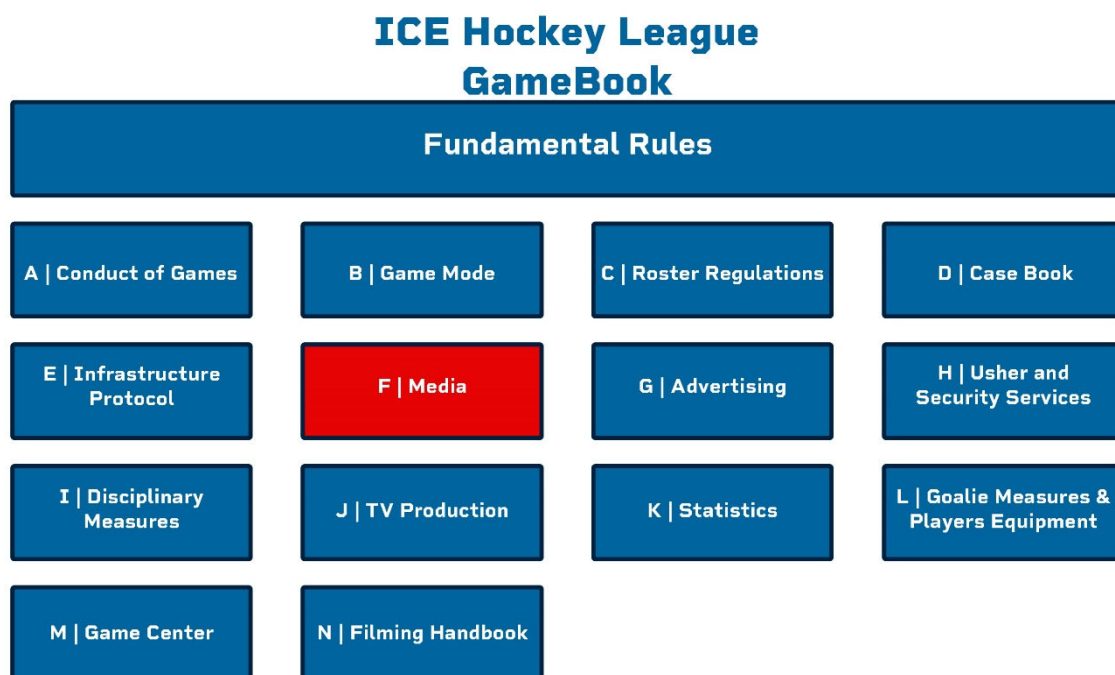 ICE Hockey League
GameBook
Fundamental Rules
A | Conduct of Games
B | Game Mode
C | Roster Regulations
D | Case Book
E | Infrastructure
Protocol
F | Media
G | Advertising
H | Usher and
Security Services
I | Disciplinary
Measures
J | TV Production
K | Statistics
L | Goalie Measures &
Players Equipment
M | Game Center
N | Filming Handbook